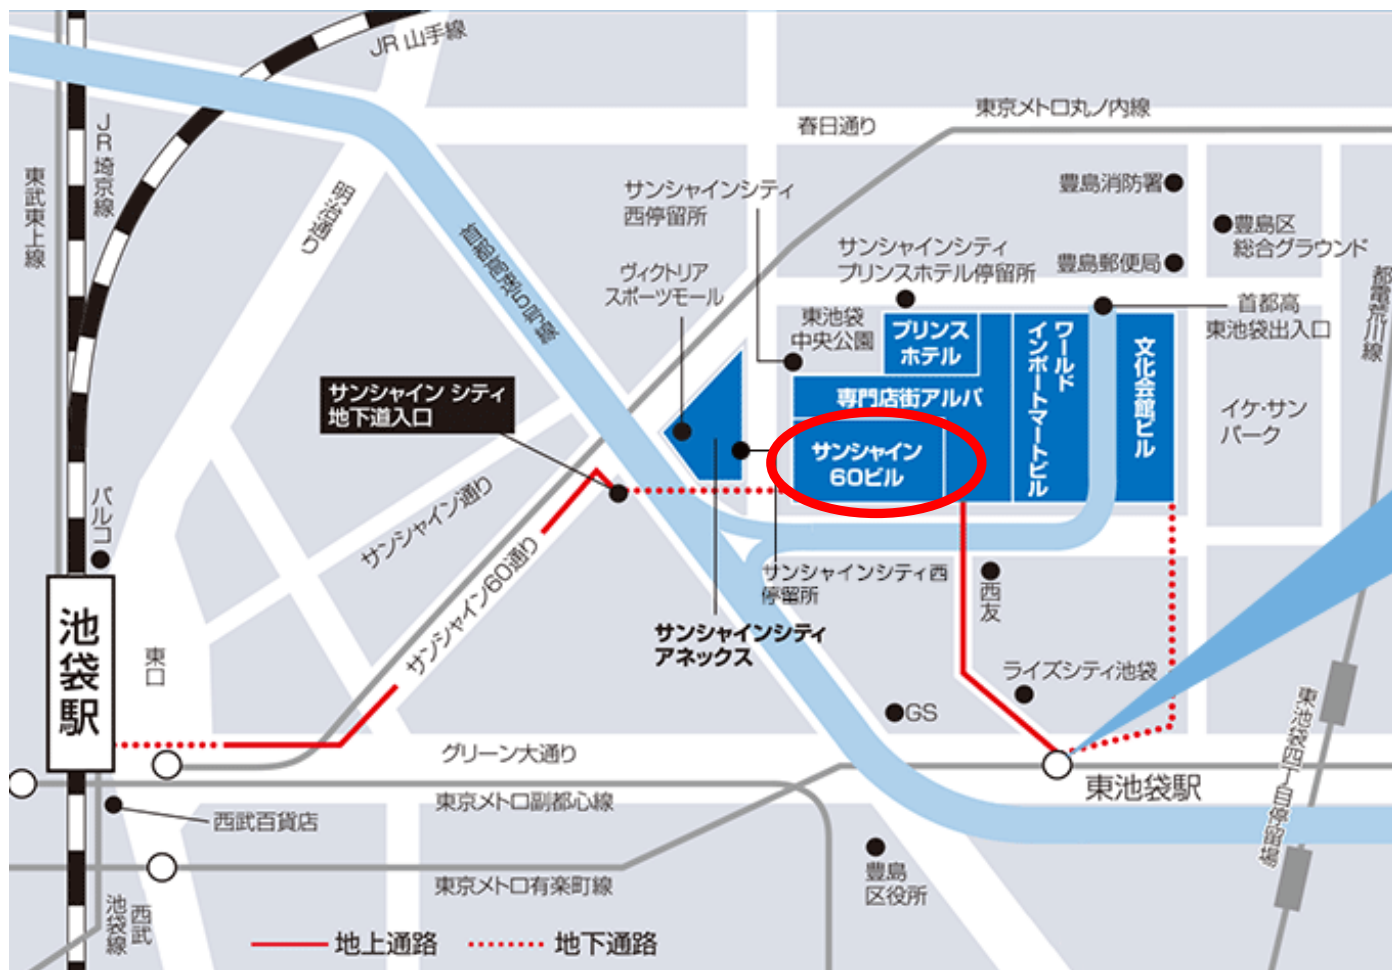 JR 山手線
JR 埼京線
東武東上線
明治通り
首都高速5号線
春日通り
東京メトロ丸ノ内線
サンシャインシティ
西停留所
ヴィクトリア
スポーツモール
サンシャインシティ
プリンスホテル停留所
豊島消防署
豊島郵便局
豊島区
総合グラウンド
首都高
東池袋出入口
都電荒川線
東池袋
中央公園
プリンス
ホテル
ワールド
インポートマートビル
文化会館ビル
専門店街アルパ
サンシャイン
60ビル
イケ・サン
パーク
サンシャイン シティ
地下道入口
サンシャイン通り
サンシャイン60通り
パルコ
池袋駅
東口
サンシャインシティ西
停留所
サンシャインシティ
アネックス
西友
ライズシティ池袋
GS
グリーン大通り
東京メトロ副都心線
東池袋駅
東池袋四丁目停留場
西武百貨店
東京メトロ有楽町線
豊島
区役所
西武
池袋線
地上通路
地下通路